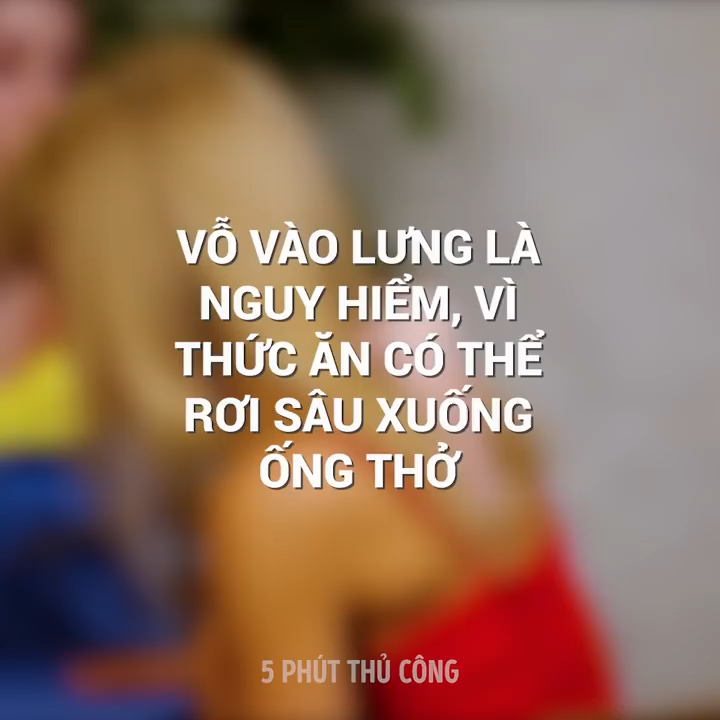 VỖ VÀO LƯNG LÀ
NGUY HIỂM, VÌ
THỨC ĂN CÓ THỂ
RƠI SÂU XUỐNG
ỐNG THỞ
5 PHÚT THỦ CÔNG